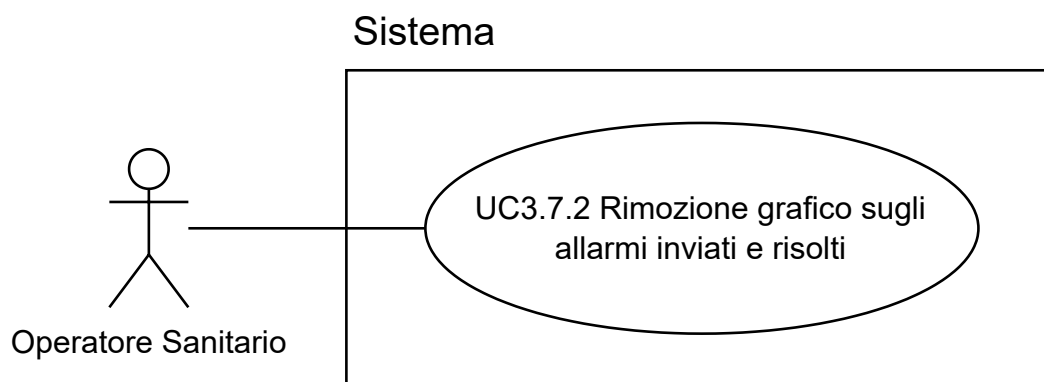 Sistema
UC3.7.2 Rimozione grafico sugli
allarmi inviati e risolti
Operatore Sanitario